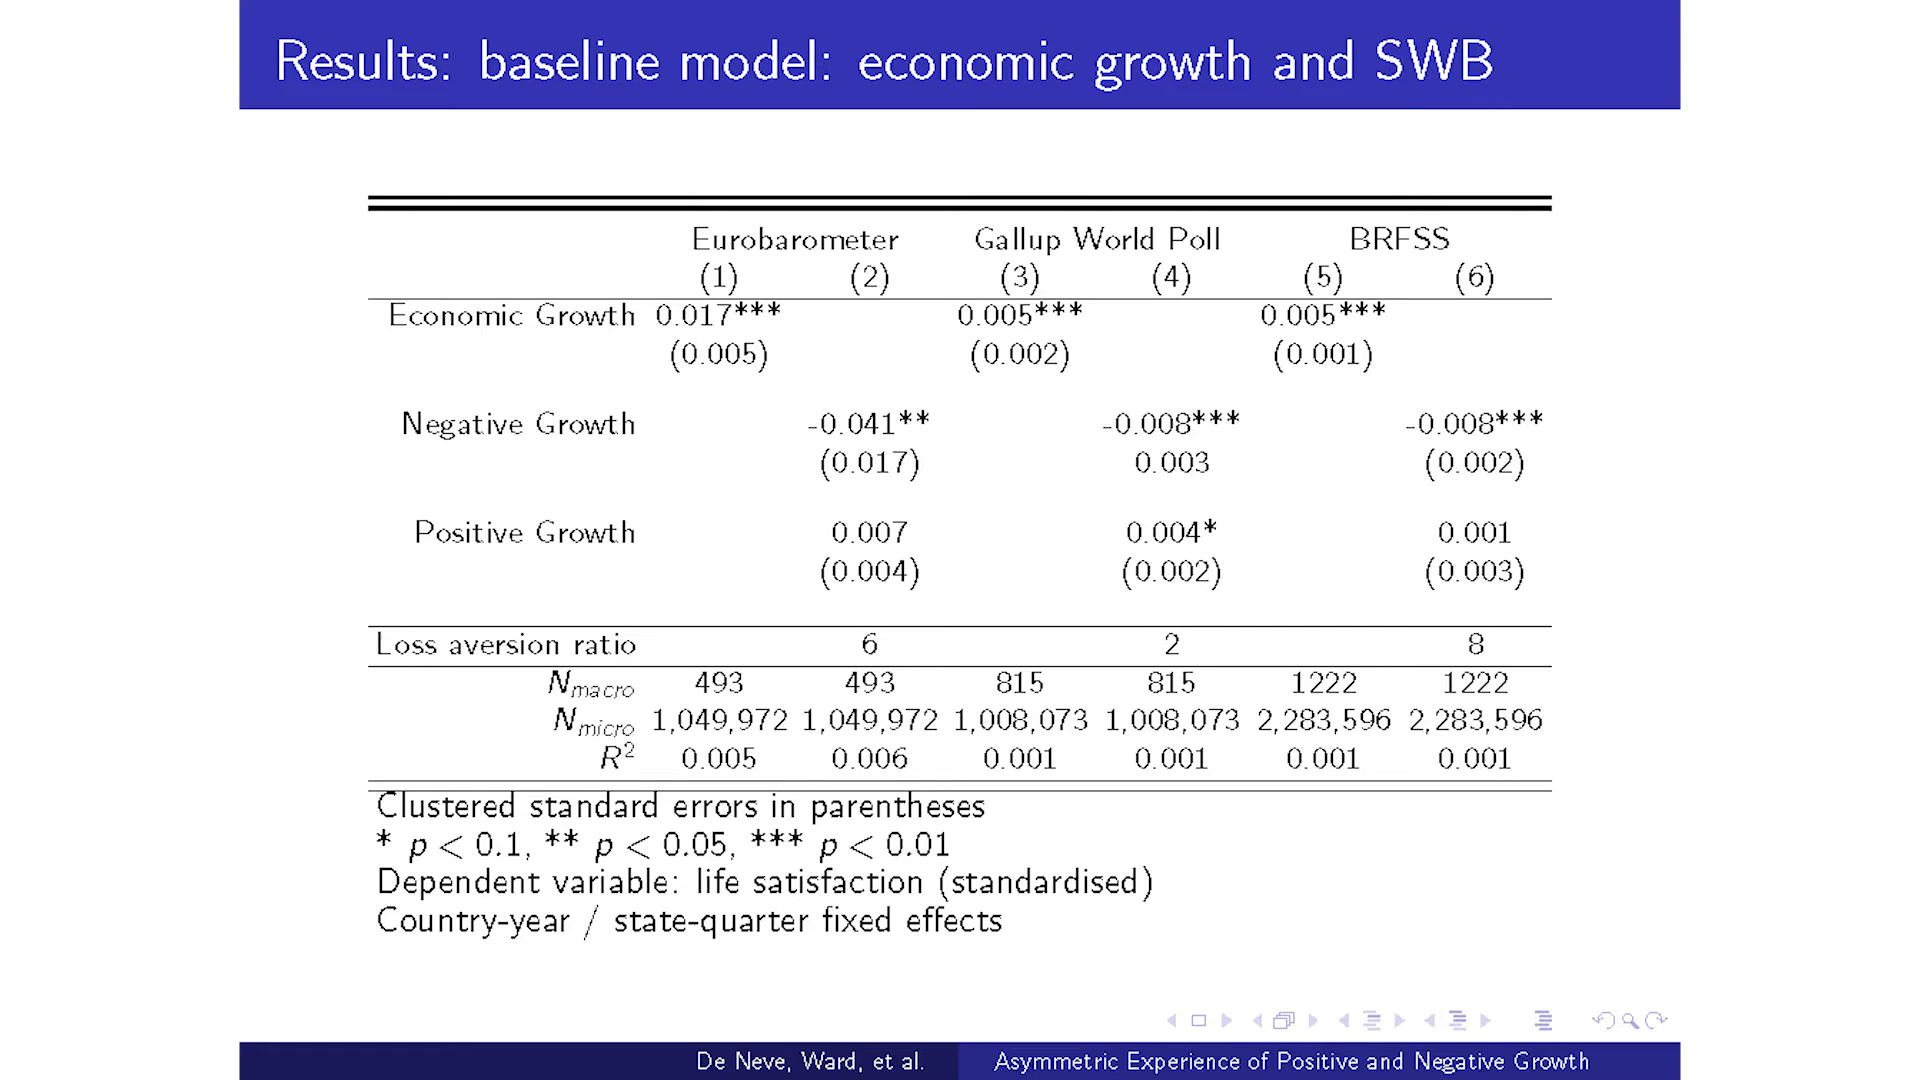 Results: baseline model: economic growth and SWB
Eurobarometer Gallup World Poll BRFSS
(1) (2) (3) (4) (5) (6)
Economic Growth 0.017*** 0.005*** 0.005***
(0.005) (0.002) (0.001)
Negative Growth -0.041** -0.008*** -0.008***
(0.017) 0.003 (0.002)
Positive Growth 0.007 0.004* 0.001
(0.004) (0.002) (0.003)
Loss aversion ratio 6 2 8
Nmacro 493 493 815 815 1222 1222
Nmicro 1,049,972 1,049,972 1,008,073 1,008,073 2,283,596 2,283,596
R2 0.005 0.006 0.001 0.001 0.001 0.001
Clustered standard errors in parentheses
* p < 0.1, ** p < 0.05, *** p < 0.01
Dependent variable: life satisfaction (standardised)
Country-year / state-quarter fixed effects
De Neve, Ward, et al. Asymmetric Experience of Positive and Negative Growth